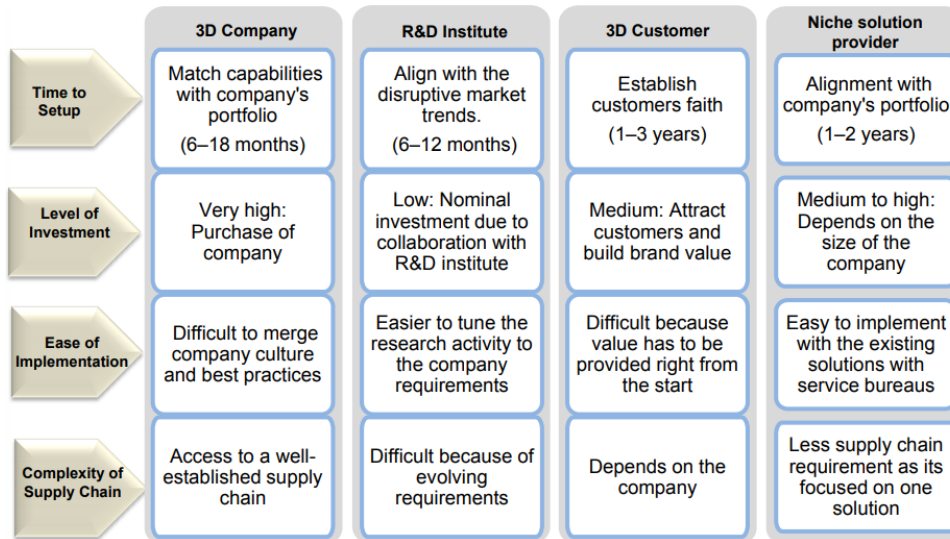 3D Company
R&D Institute
3D Customer
Niche solution
provider
Time to
Setup
Match capabilities
with company's
portfolio
(6–18 months)
Align with the
disruptive market
trends.
(6–12 months)
Establish
customers faith
(1–3 years)
Alignment with
company's portfolio
(1–2 years)
Level of
Investment
Very high:
Purchase of
company
Low: Nominal
investment due to
collaboration with
R&D institute
Medium: Attract
customers and
build brand value
Medium to high:
Depends on the
size of the
company
Ease of
Implementation
Difficult to merge
company culture
and best practices
Easier to tune the
research activity to
the company
requirements
Difficult because
value has to be
provided right from
the start
Easy to implement
with the existing
solutions with
service bureaus
Complexity of
Supply Chain
Access to a well-
established supply
chain
Difficult because of
evolving
requirements
Depends on the
company
Less supply chain
requirement as its
focused on one
solution